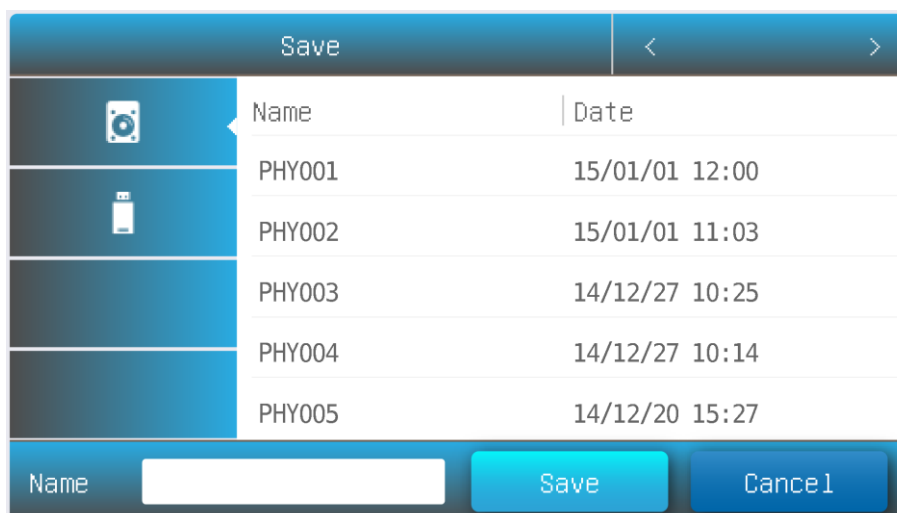 Save < >
Name Date
PHY001 15/01/01 12:00
PHY002 15/01/01 11:03
PHY003 14/12/27 10:25
PHY004 14/12/27 10:14
PHY005 14/12/20 15:27
Name Save Cancel